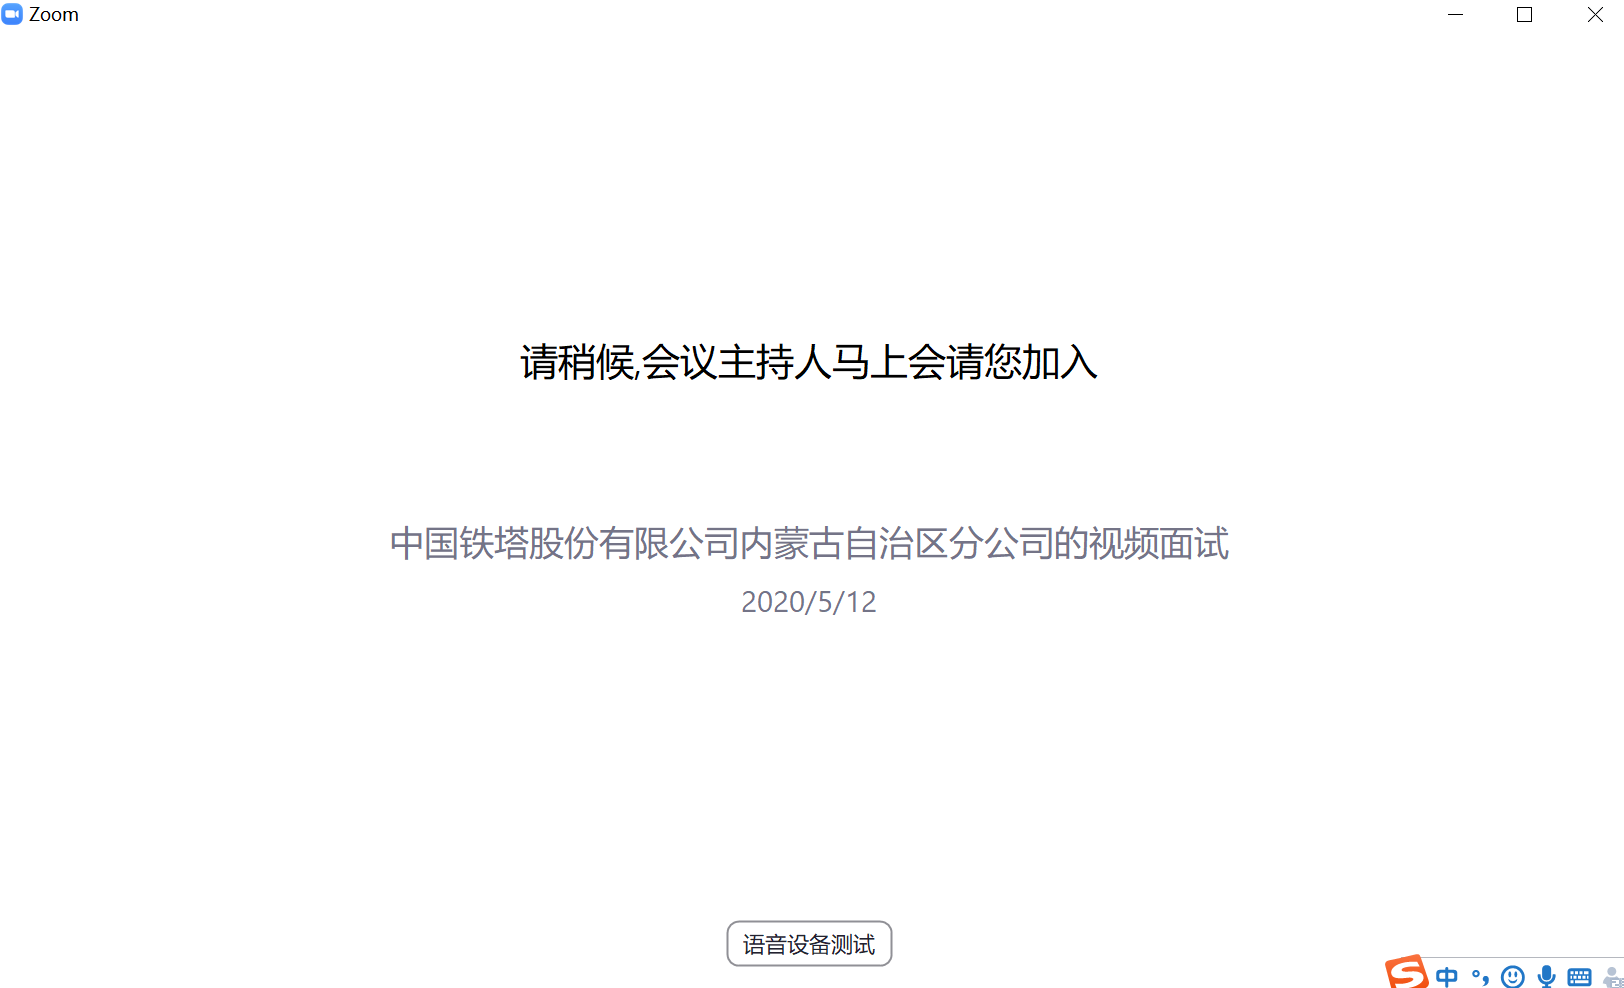 Zoom
请稍候,会议主持人马上会请您加入
中国铁塔股份有限公司内蒙古自治区分公司的视频面试
2020/5/12
语音设备测试
中